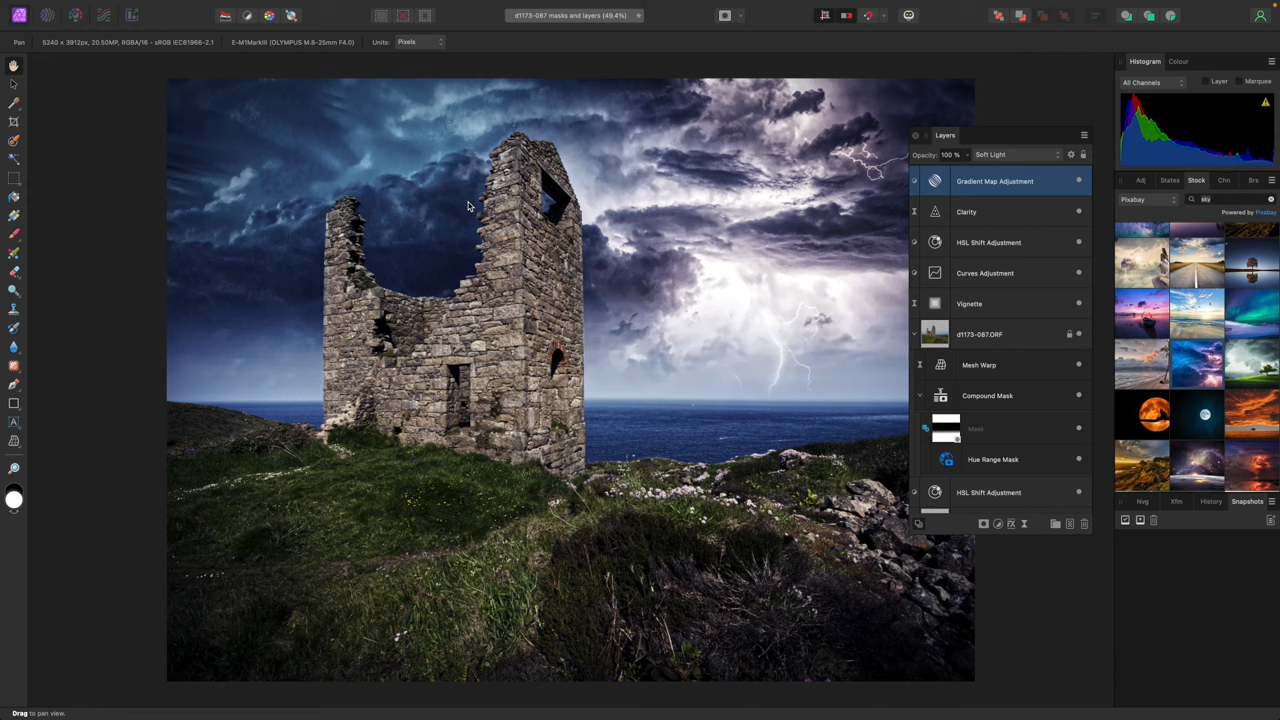 d1173-087 masks and layers (49.4%)
Pan
5240 × 3912px, 20.50MP, RGBA/16 - sRGB IEC61966-2.1
E-M1MarkIII (OLYMPUS M.8-25mm F4.0)
Units:
Pixels
Histogram
Colour
All Channels
Layer
Marquee
Layers
Opacity:
100 %
Soft Light
Gradient Map Adjustment
Clarity
HSL Shift Adjustment
Curves Adjustment
Vignette
d1173-087.ORF
Mesh Warp
Compound Mask
Mask
Hue Range Mask
HSL Shift Adjustment
Adj
States
Stock
Chn
Brs
Pixabay
sky
Powered by Pixabay
Nvg
Xfm
History
Snapshots
Drag to pan view.